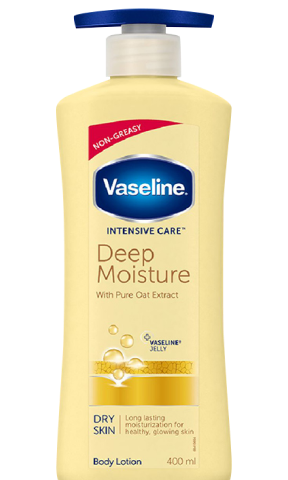 NON-GREASY
Vaseline.
INTENSIVE CARE™
Deep
Moisture
With Pure Oat Extract
VASELINE®
JELLY
DRY
SKIN
Long lasting
moisturization for
healthy, glowing skin
Body Lotion
400 ml